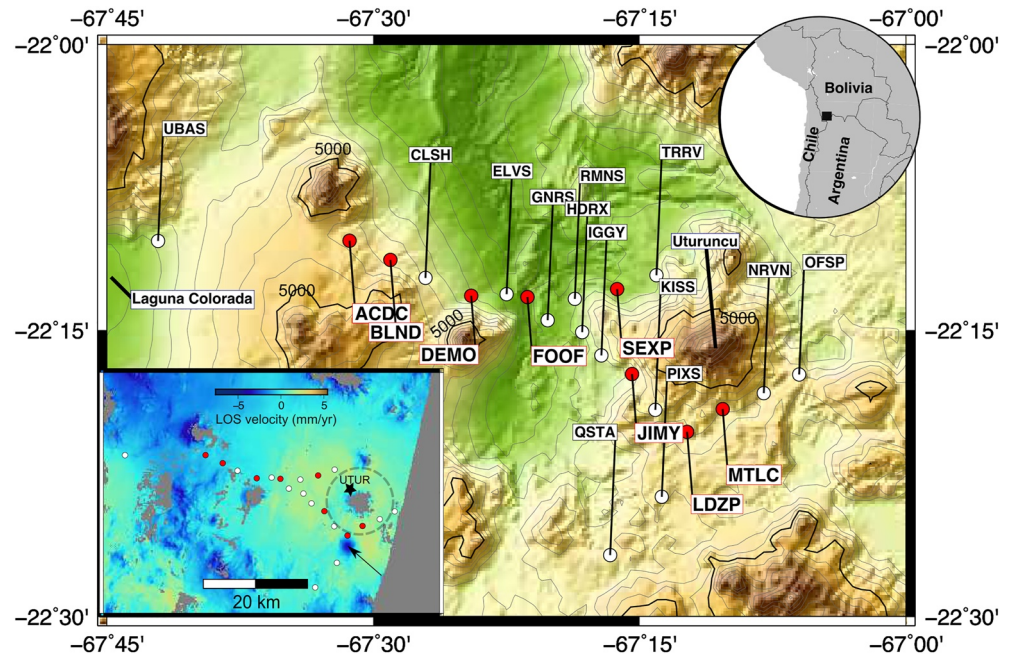 −67˚45'
−67˚30'
−67˚15'
−67˚00'
−22˚00'
−22˚00'
Bolivia
Chile
Argentina
UBAS
5000
CLSH
TRRV
ELVS
RMNS
GNRS
HDRX
IGGY
Uturuncu
OFSP
NRVN
KISS
Laguna Colorada
5000
ACDC
BLND
5000
5000
−22˚15'
−22˚15'
DEMO
FOOF
SEXP
PIXS
−5
0
5
LOS velocity (mm/yr)
QSTA
JIMY
MTLC
LDZP
UTUR
20 km
−22˚30'
−22˚30'
−67˚45'
−67˚30'
−67˚15'
−67˚00'